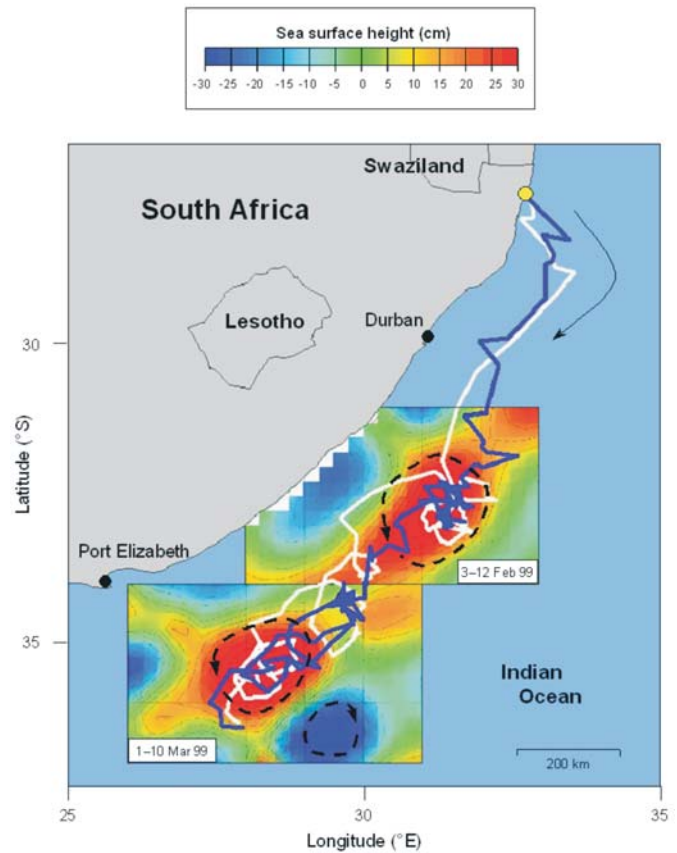 Sea surface height (cm)
-30 -25 -20 -15 -10 -5 0 5 10 15 20 25 30
Swaziland
South Africa
Lesotho
Durban
30
Latitude (°S)
Port Elizabeth
3–12 Feb 99
35
Indian
Ocean
1–10 Mar 99
200 km
25 30 35
Longitude (°E)